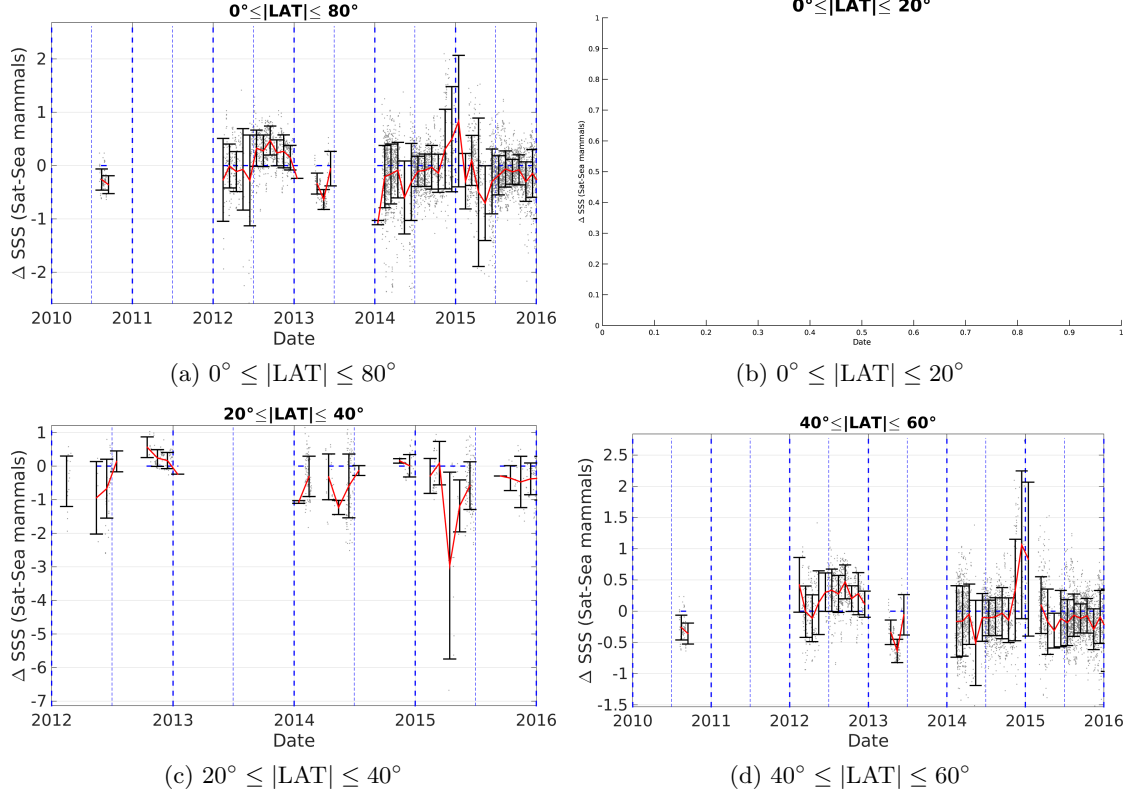 0°≤|LAT|≤ 80°
Δ SSS (Sat-Sea mammals)
2
1
0
-1
-2
2010 2011 2012 2013 2014 2015 2016
Date
(a) 0° ≤ |LAT| ≤ 80°
0°≤|LAT|≤ 20°
Δ SSS (Sat-Sea mammals)
1
0.9
0.8
0.7
0.6
0.5
0.4
0.3
0.2
0.1
0
0 0.1 0.2 0.3 0.4 0.5 0.6 0.7 0.8 0.9 1
Date
(b) 0° ≤ |LAT| ≤ 20°
20°≤|LAT|≤ 40°
Δ SSS (Sat-Sea mammals)
1
0
-1
-2
-3
-4
-5
-6
-7
2012 2013 2014 2015 2016
Date
(c) 20° ≤ |LAT| ≤ 40°
40°≤|LAT|≤ 60°
Δ SSS (Sat-Sea mammals)
2.5
2
1.5
1
0.5
0
-0.5
-1
-1.5
2010 2011 2012 2013 2014 2015 2016
Date
(d) 40° ≤ |LAT| ≤ 60°